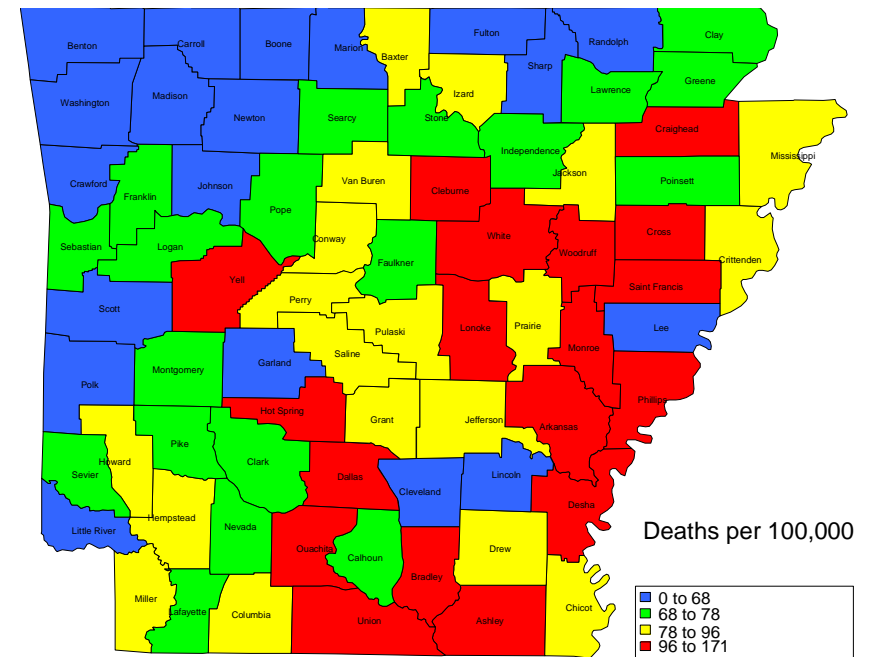 Benton
Carroll
Boone
Marion
Baxter
Fulton
Randolph
Clay
Sharp
Izard
Lawrence
Greene
Washington
Madison
Newton
Searcy
Stone
Craighead
Independence
Jackson
Mississippi
Crawford
Franklin
Johnson
Pope
Van Buren
Cleburne
Poinsett
Sebastian
Logan
Conway
Faulkner
White
Woodruff
Cross
Crittenden
Yell
Saint Francis
Scott
Perry
Pulaski
Lonoke
Prairie
Lee
Saline
Monroe
Garland
Montgomery
Polk
Hot Spring
Grant
Jefferson
Arkansas
Phillips
Pike
Clark
Howard
Sevier
Dallas
Cleveland
Lincoln
Desha
Hempstead
Nevada
Little River
Ouachita
Calhoun
Drew
Bradley
Miller
Lafayette
Columbia
Union
Ashley
Chicot
Deaths per 100,000
0 to 68
68 to 78
78 to 96
96 to 171